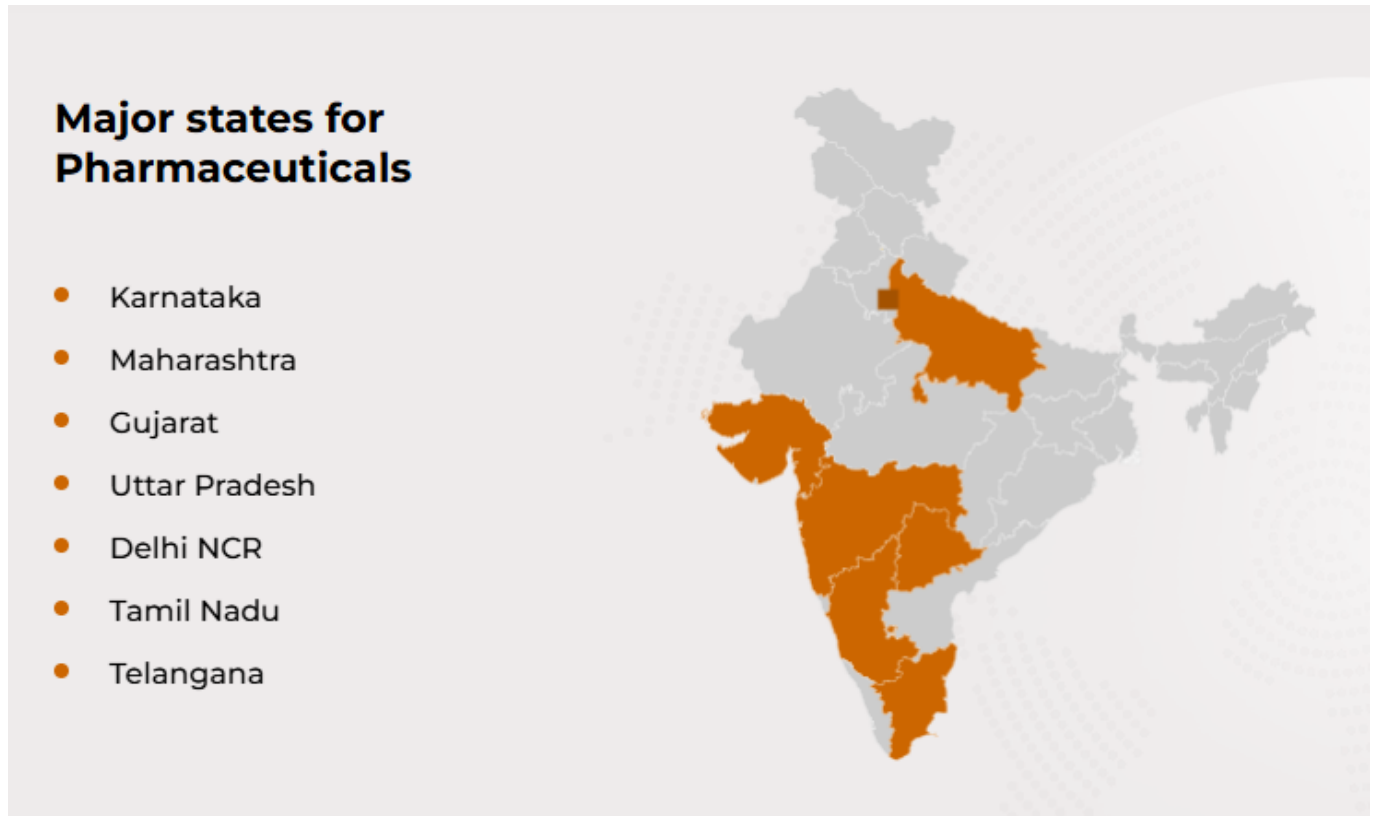 Major states for
Pharmaceuticals
Karnataka
Maharashtra
Gujarat
Uttar Pradesh
Delhi NCR
Tamil Nadu
Telangana